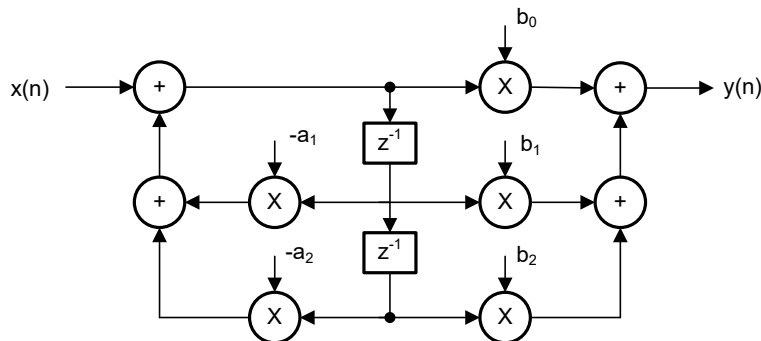 b₀
x(n) + X + y(n)
-a₁ z⁻¹ b₁
+ X X +
-a₂ z⁻¹ b₂
X X